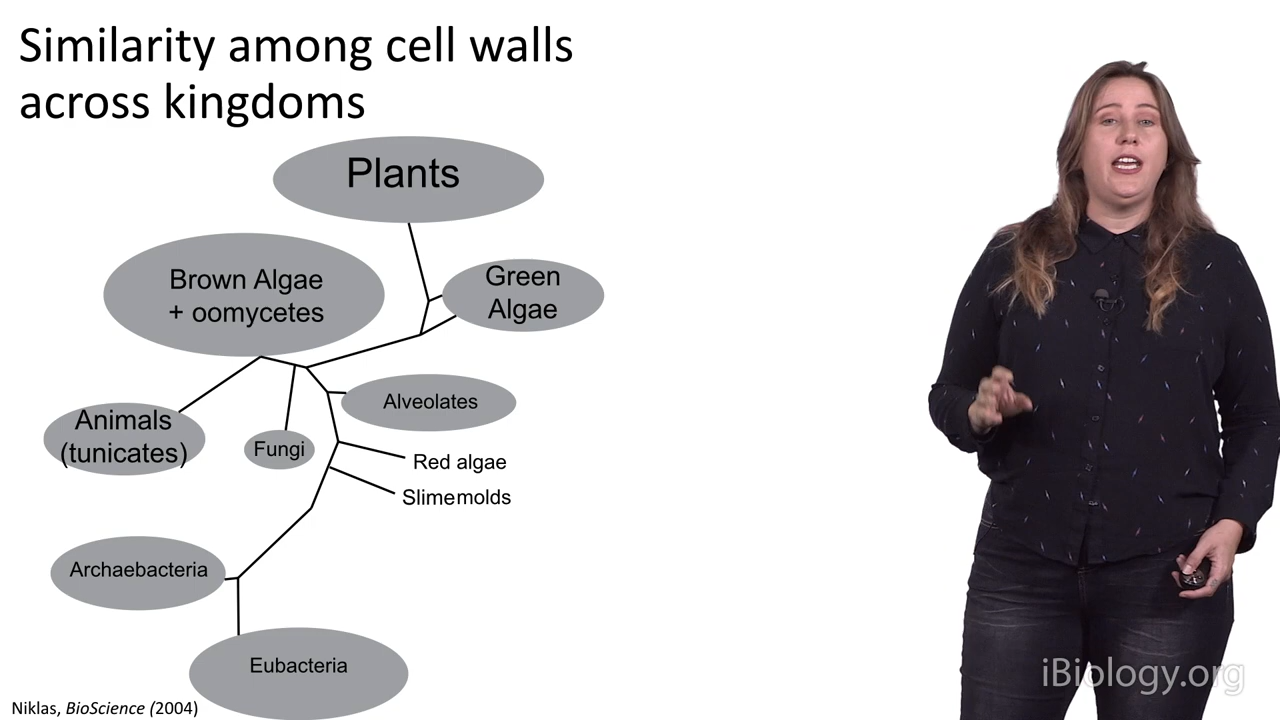 Similarity among cell walls
across kingdoms
Plants
Brown Algae
+ oomycetes
Green
Algae
Alveolates
Animals
(tunicates)
Fungi
Red algae
Slimemolds
Archaebacteria
Eubacteria
Niklas, BioScience (2004)
iBiology.org